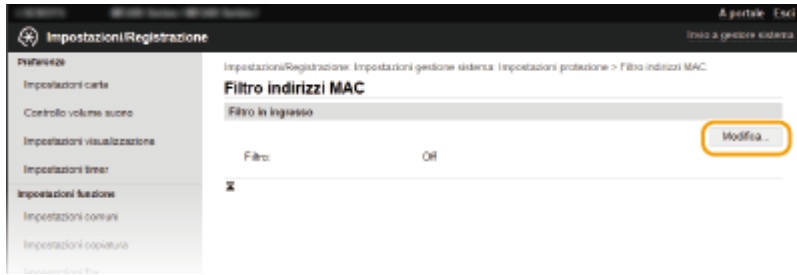 A portale Esci
Impostazioni/Registrazione
Invio a gestore sistema
Preferenze
Impostazioni carta
Controllo volume suono
Impostazioni visualizzazione
Impostazioni timer
Impostazioni funzione
Impostazioni comuni
Impostazioni copiatura
Impostazioni/Registrazione: Impostazioni gestione sistema: Impostazioni protezione > Filtro indirizzi MAC
Filtro indirizzi MAC
Filtro in ingresso
Modifica...
Filtro: Off